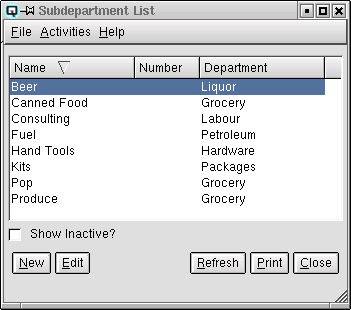 Subdepartment List
File Activities Help
Name Number Department
Beer Liquor
Canned Food Grocery
Consulting Labour
Fuel Petroleum
Hand Tools Hardware
Kits Packages
Pop Grocery
Produce Grocery
Show Inactive?
New Edit Refresh Print Close